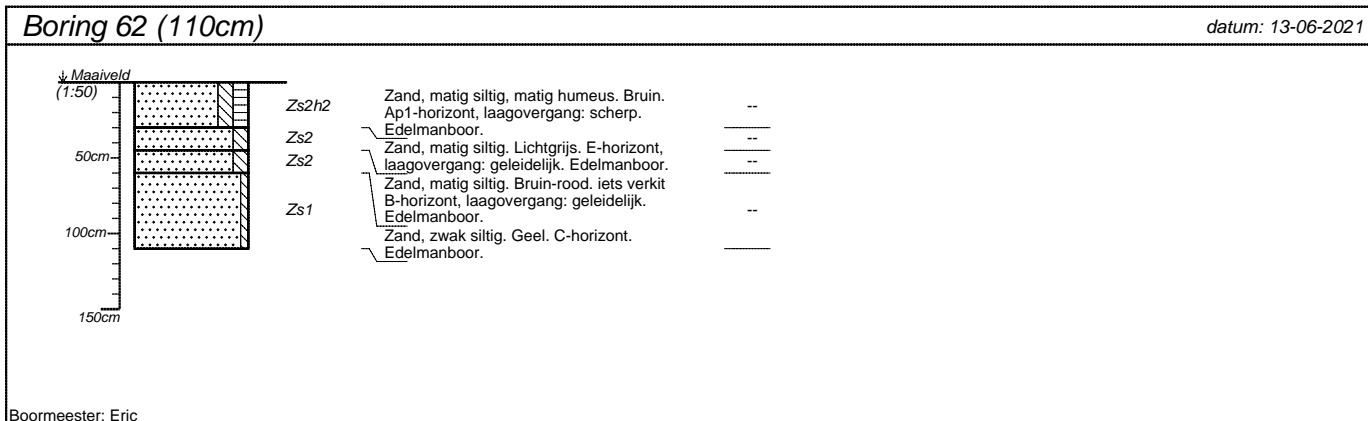 Boring 62 (110cm)
datum: 13-06-2021
Maaiveld
(1:50)
50cm
100cm
150cm
Zs2h2
Zs2
Zs2
Zs1
Zand, matig siltig, matig humeus. Bruin.
Ap1-horizont, laagovergang: scherp.
Edelmanboor.
Zand, matig siltig. Lichtgrijs. E-horizont,
laagovergang: geleidelijk. Edelmanboor.
Zand, matig siltig. Bruin-rood. iets verkit
B-horizont, laagovergang: geleidelijk.
Edelmanboor.
Zand, zwak siltig. Geel. C-horizont.
Edelmanboor.
--
--
--
--
Boormeester: Eric